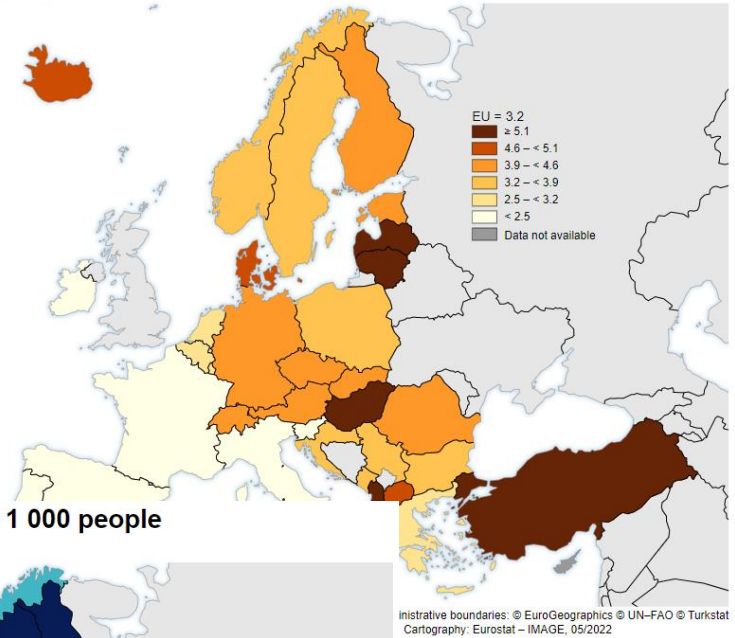 EU = 3.2
≥ 5.1
4.6 – < 5.1
3.9 – < 4.6
3.2 – < 3.9
2.5 – < 3.2
< 2.5
Data not available
1 000 people
inistrative boundaries: © EuroGeographics © UN–FAO © Turkstat
Cartography: Eurostat – IMAGE, 05/2022